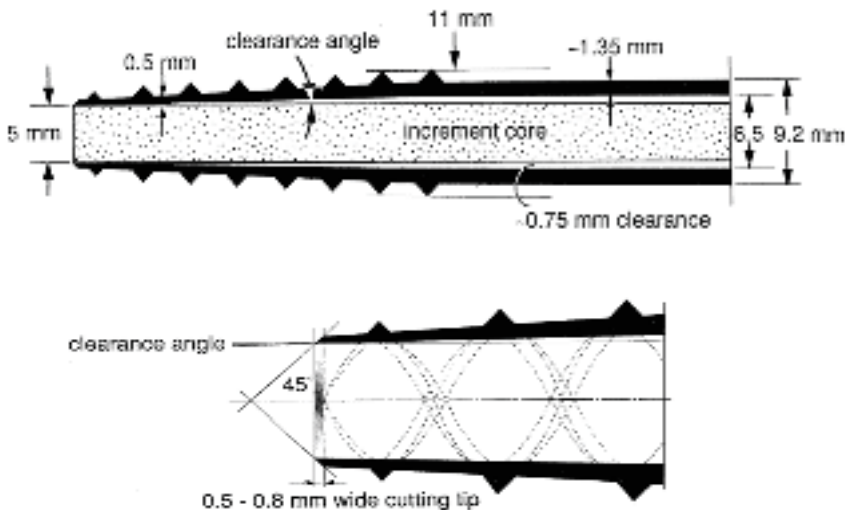 11 mm
clearance angle
~1.35 mm
0.5 mm
5 mm
increment core
6.5 9.2 mm
~0.75 mm clearance
clearance angle
45
0.5 - 0.8 mm wide cutting tip